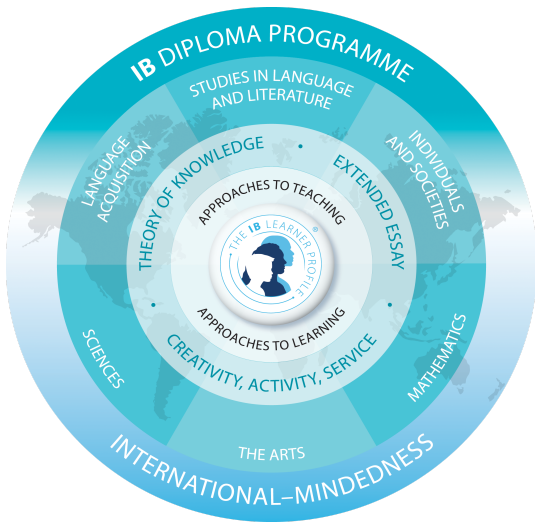 IB DIPLOMA PROGRAMME
STUDIES IN LANGUAGE
AND LITERATURE
LANGUAGE
ACQUISITION
INDIVIDUALS
AND SOCIETIES
THEORY OF KNOWLEDGE
EXTENDED ESSAY
APPROACHES TO TEACHING
THE IB LEARNER PROFILE
®
APPROACHES TO LEARNING
CREATIVITY, ACTIVITY, SERVICE
SCIENCES
MATHEMATICS
THE ARTS
INTERNATIONAL–MINDEDNESS